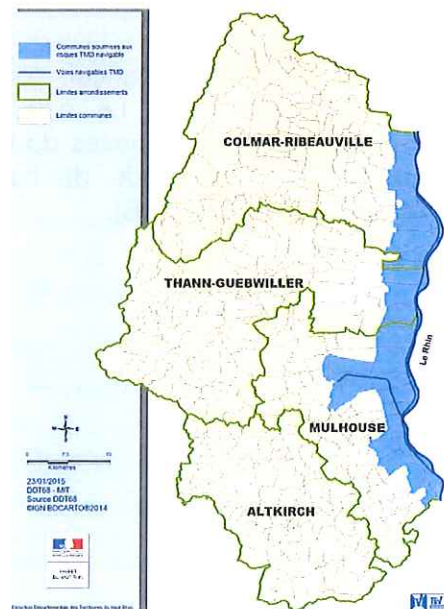 Communes soumises aux
risques TMD navigable
Voies navigables TMD
Limites arrondissements
Limites communes
COLMAR-RIBEAUVILLE
THANN-GUEBWILLER
Le Rhin
MULHOUSE
ALTKIRCH
Kilomètres
23/01/2015
DDT68 - MIT
Source DDT68
©IGN BDCARTO®2014